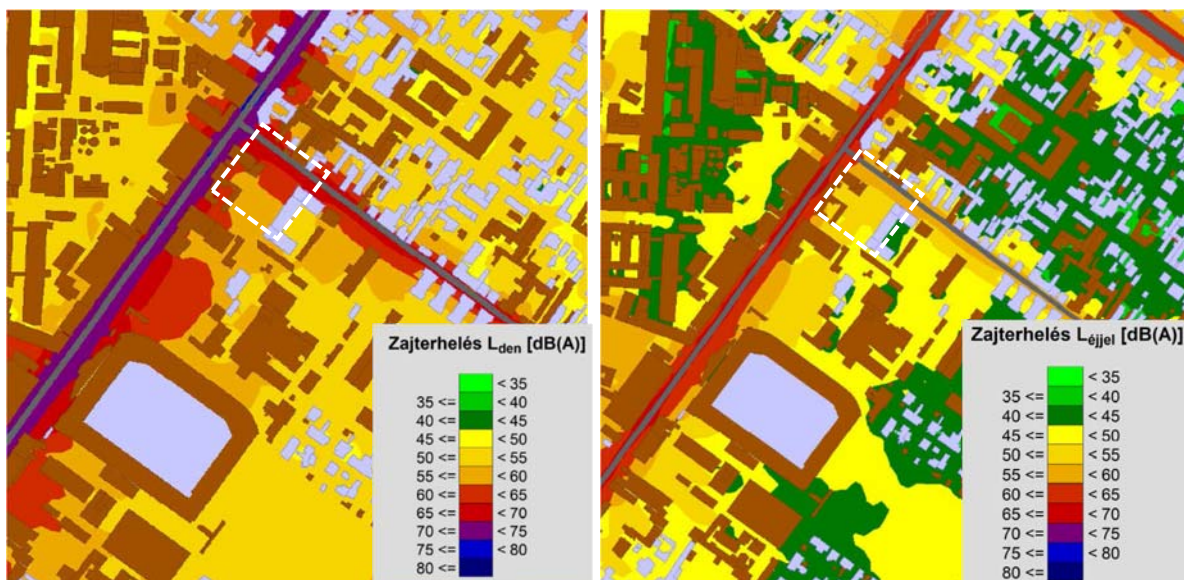 Zajterhelés Lden [dB(A)]
< 35
35 <= < 40
40 <= < 45
45 <= < 50
50 <= < 55
55 <= < 60
60 <= < 65
65 <= < 70
70 <= < 75
75 <= < 80
80 <=
Zajterhelés Léjjel [dB(A)]
< 35
35 <= < 40
40 <= < 45
45 <= < 50
50 <= < 55
55 <= < 60
60 <= < 65
65 <= < 70
70 <= < 75
75 <= < 80
80 <=